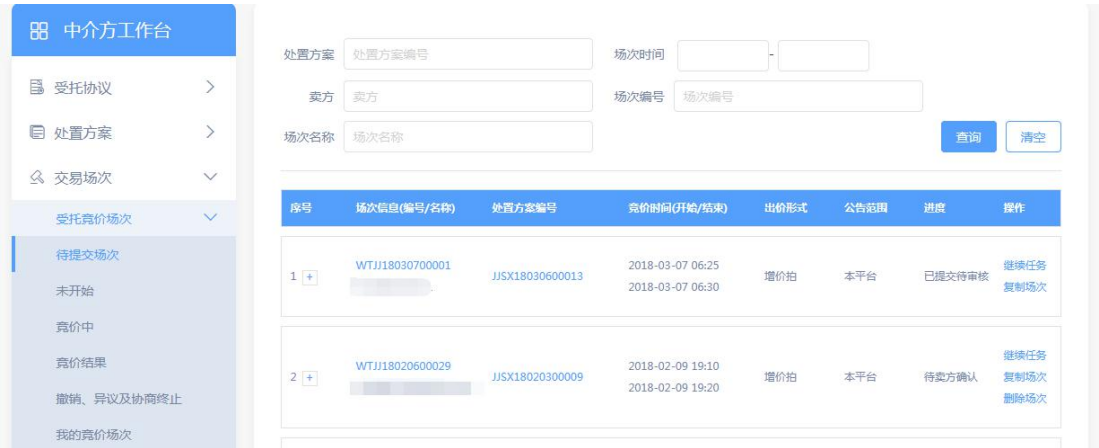 中介方工作台
受托协议
处置方案
交易场次
受托竞价场次
待提交场次
未开始
竞价中
竞价结果
撤销、异议及协商终止
我的竞价场次
处置方案 处置方案编号 场次时间 -
卖方 卖方 场次编号 场次编号
场次名称 场次名称 查询 清空
序号 场次信息(编号/名称) 处置方案编号 竞价时间(开始/结束) 出价形式 公告范围 进度 操作
1 + WTJJ18030700001 JJSX18030600013 2018-03-07 06:25 增价拍 本平台 已提交待审核 继续任务
2018-03-07 06:30 复制场次
2 + WTJJ18020600029 JJSX18020300009 2018-02-09 19:10 增价拍 本平台 待卖方确认 继续任务
2018-02-09 19:20 复制场次
删除场次